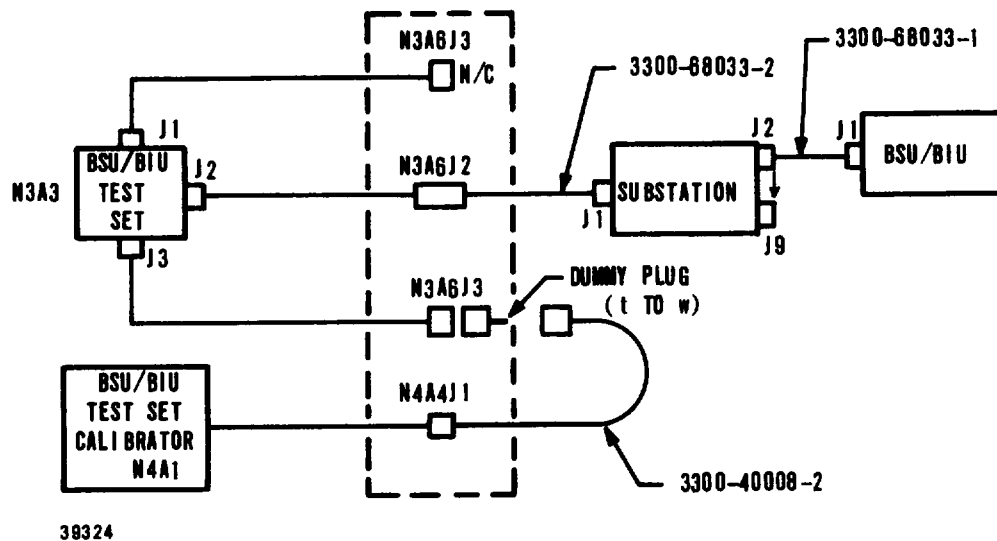 N3A6J3
N/C
3300-68033-2
3300-68033-1
J1
BSU/BIU
TEST
SET
N3A3
J2
J3
N3A6J2
J1
SUBSTATION
J2
J9
J1
BSU/BIU
N3A6J3
DUMMY PLUG
(t TO w)
BSU/BIU
TEST SET
CALIBRATOR
N4A1
N4A4J1
3300-40008-2
39324